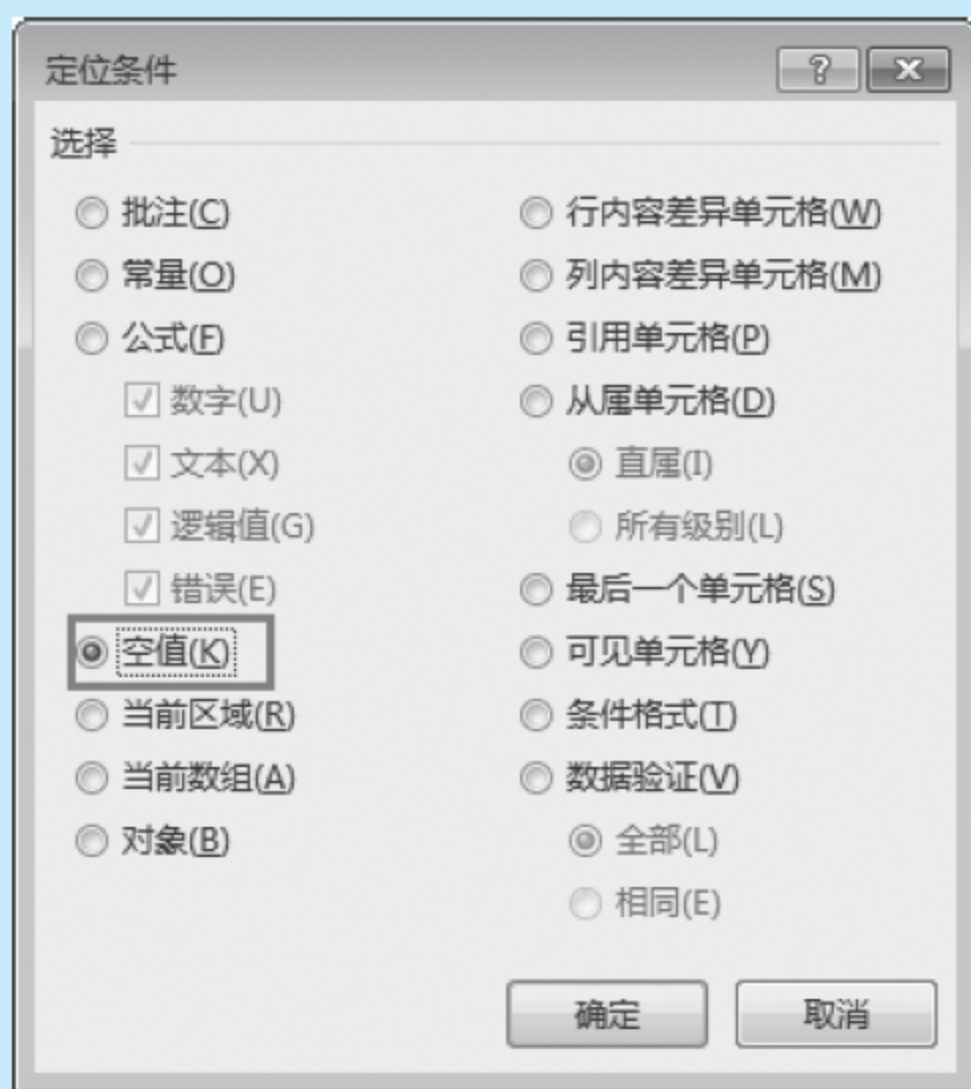 定位条件
选择
批注(C)
常量(O)
公式(F)
数字(U)
文本(X)
逻辑值(G)
错误(E)
空值(K)
当前区域(R)
当前数组(A)
对象(B)
行内容差异单元格(W)
列内容差异单元格(M)
引用单元格(P)
从属单元格(D)
直属(I)
所有级别(L)
最后一个单元格(S)
可见单元格(Y)
条件格式(T)
数据验证(V)
全部(L)
相同(E)
确定
取消